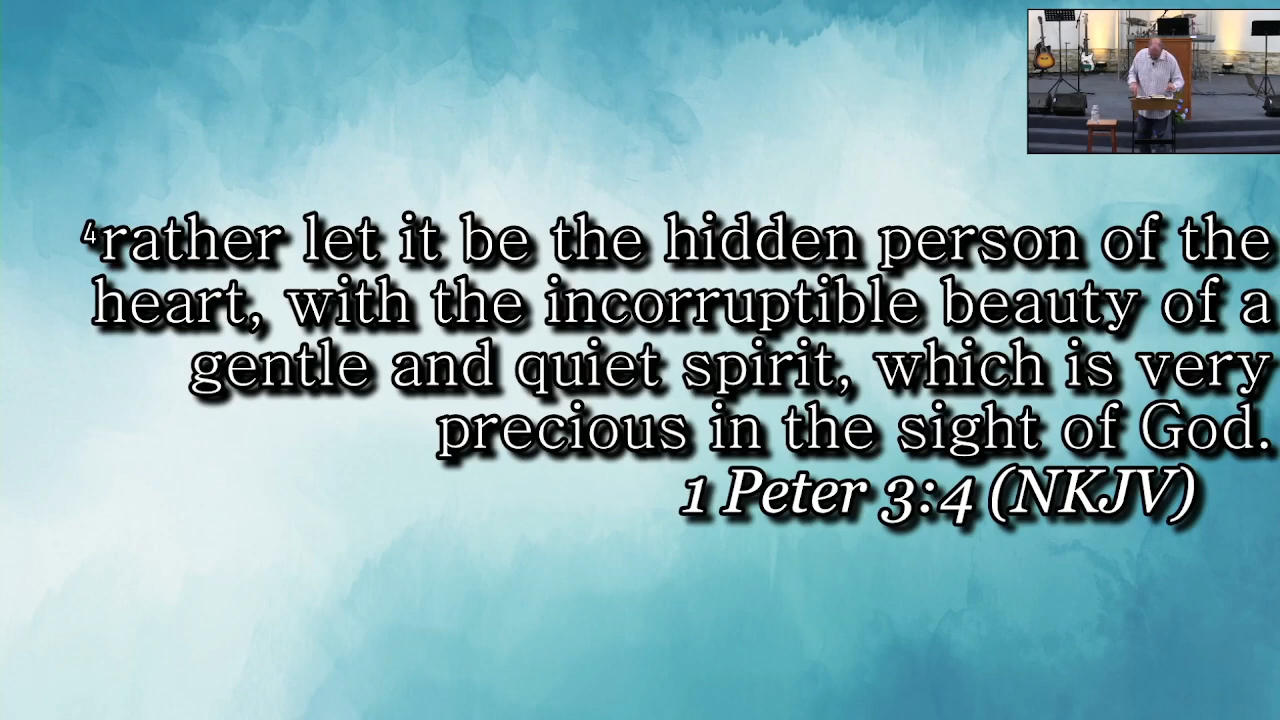 4rather let it be the hidden person of the
heart, with the incorruptible beauty of a
gentle and quiet spirit, which is very
precious in the sight of God.
1 Peter 3:4 (NKJV)